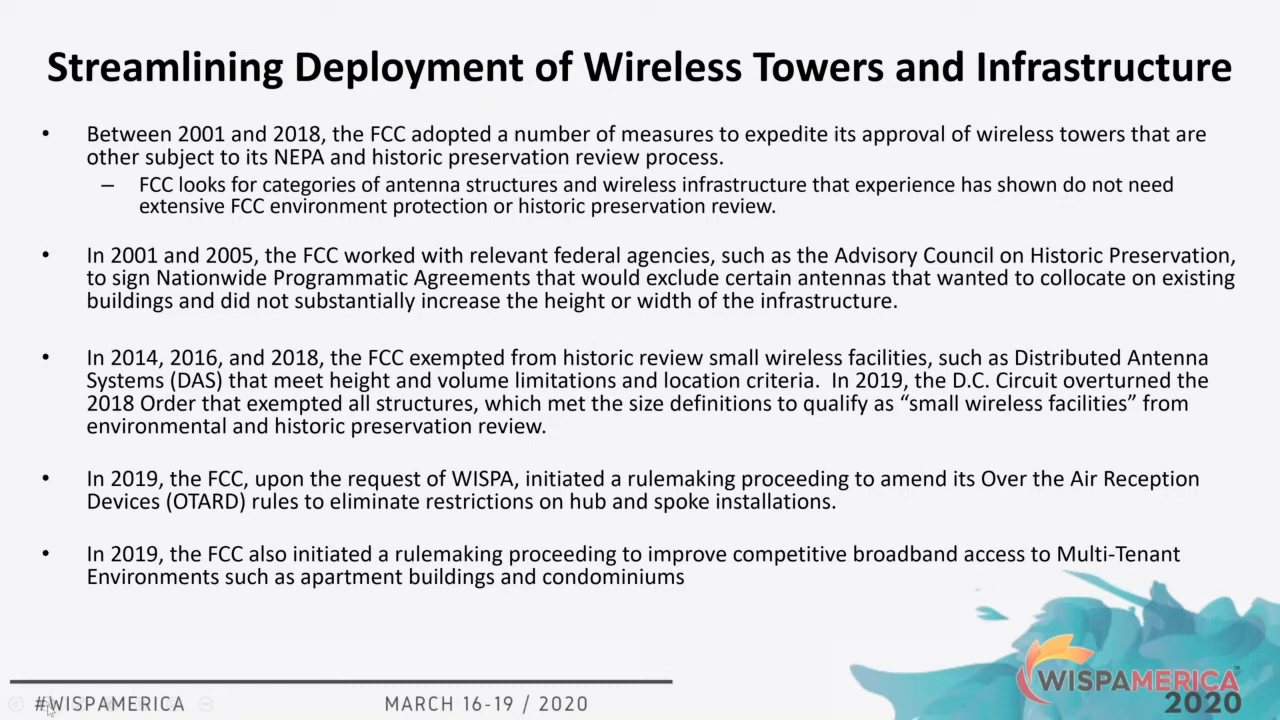 Streamlining Deployment of Wireless Towers and Infrastructure
• Between 2001 and 2018, the FCC adopted a number of measures to expedite its approval of wireless towers that are
other subject to its NEPA and historic preservation review process.
– FCC looks for categories of antenna structures and wireless infrastructure that experience has shown do not need
extensive FCC environment protection or historic preservation review.
• In 2001 and 2005, the FCC worked with relevant federal agencies, such as the Advisory Council on Historic Preservation,
to sign Nationwide Programmatic Agreements that would exclude certain antennas that wanted to collocate on existing
buildings and did not substantially increase the height or width of the infrastructure.
• In 2014, 2016, and 2018, the FCC exempted from historic review small wireless facilities, such as Distributed Antenna
Systems (DAS) that meet height and volume limitations and location criteria. In 2019, the D.C. Circuit overturned the
2018 Order that exempted all structures, which met the size definitions to qualify as “small wireless facilities” from
environmental and historic preservation review.
• In 2019, the FCC, upon the request of WISPA, initiated a rulemaking proceeding to amend its Over the Air Reception
Devices (OTARD) rules to eliminate restrictions on hub and spoke installations.
• In 2019, the FCC also initiated a rulemaking proceeding to improve competitive broadband access to Multi-Tenant
Environments such as apartment buildings and condominiums
#WISPAMERICA
MARCH 16-19 / 2020
WISPAMERICA™
2020